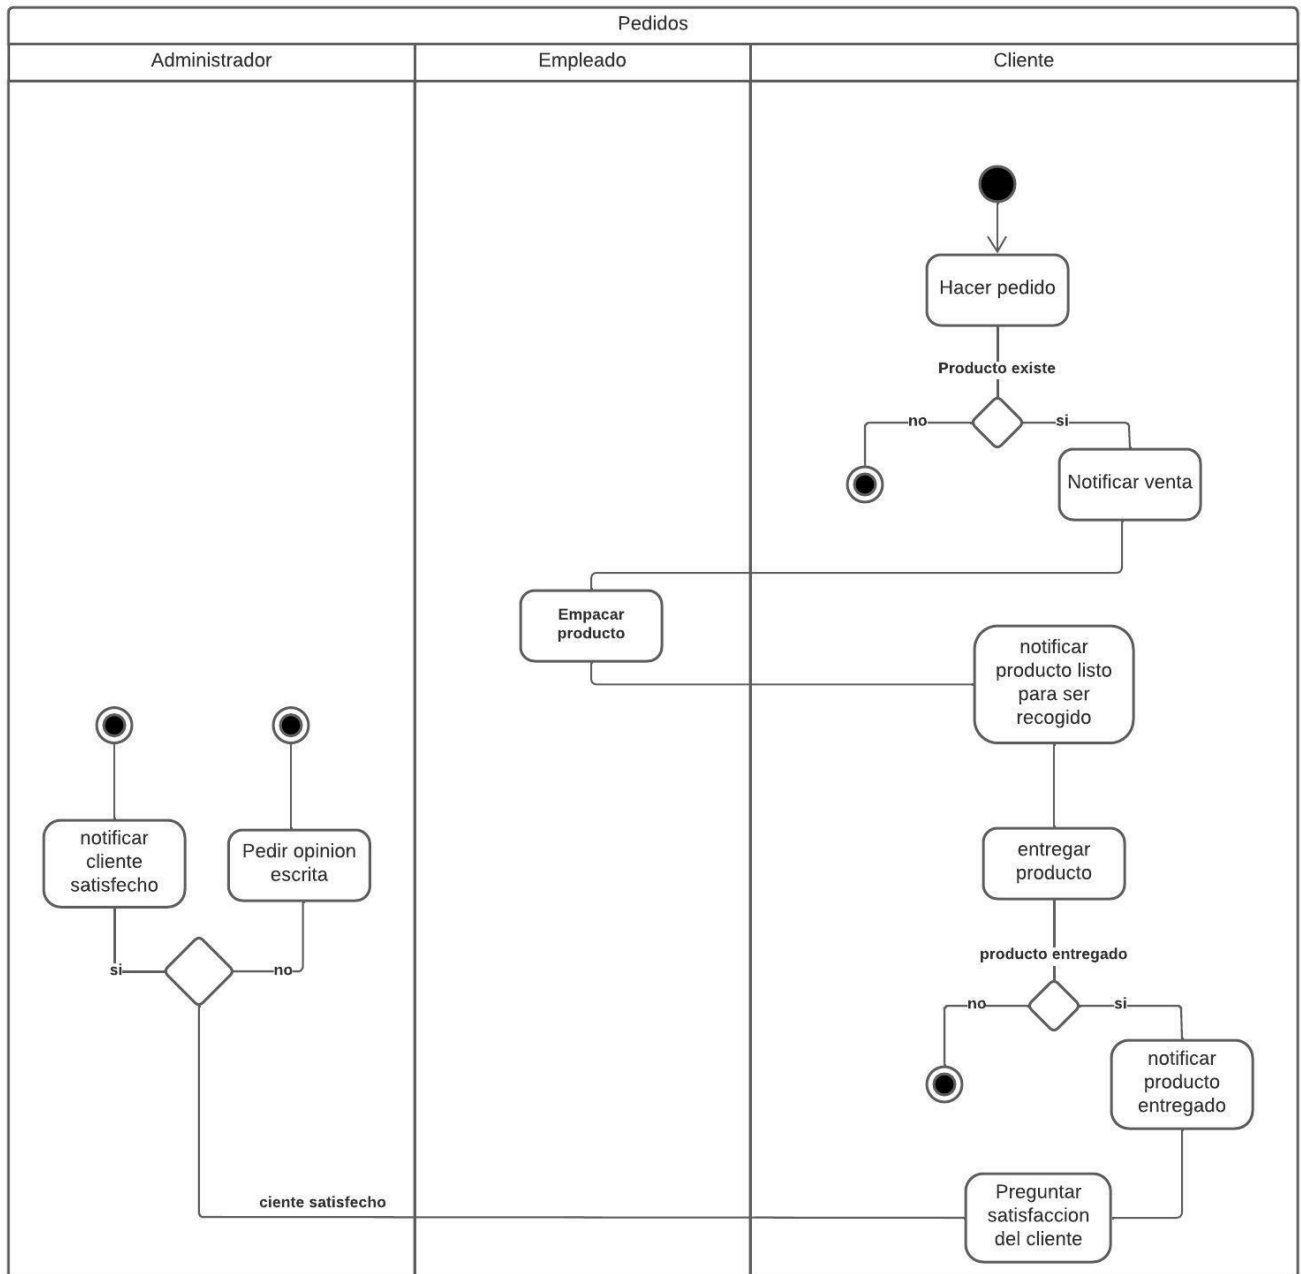 Pedidos
Administrador
Empleado
Cliente
Hacer pedido
Producto existe
no
si
Notificar venta
Empacar
producto
notificar
producto listo
para ser
recogido
notificar
cliente
satisfecho
Pedir opinion
escrita
si
no
entregar
producto
producto entregado
no
si
notificar
producto
entregado
ciente satisfecho
Preguntar
satisfaccion
del cliente